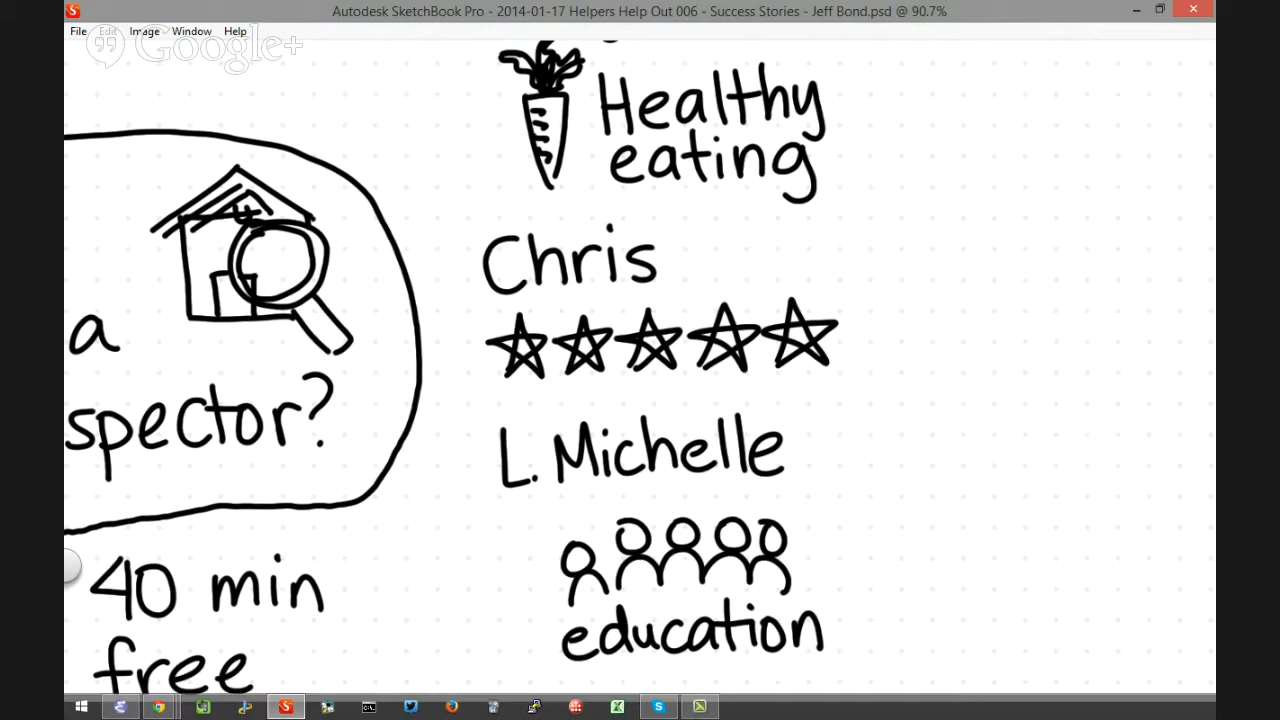 Autodesk SketchBook Pro - 2014-01-17 Helpers Help Out 006 - Success Stories - Jeff Bond.psd @ 90.7%
File Edit Image Window Help
Google+
Healthy
eating
Chris
a
spector?
L. Michelle
40 min
free
education